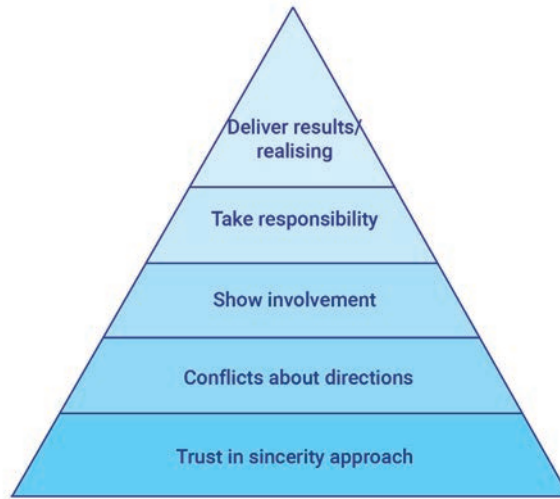 Deliver results/
realising
Take responsibility
Show involvement
Conflicts about directions
Trust in sincerity approach